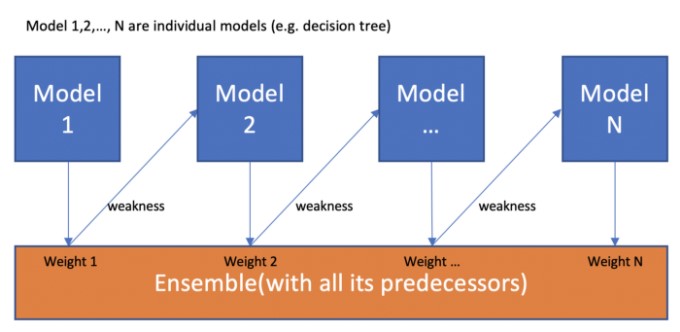 Model 1,2,..., N are individual models (e.g. decision tree)
Model
1
Model
2
Model
...
Model
N
weakness
weakness
weakness
Weight 1
Weight 2
Weight ...
Weight N
Ensemble(with all its predecessors)